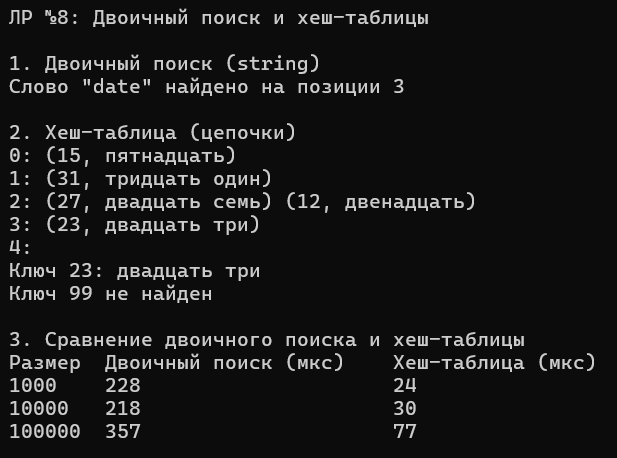 ЛР №8: Двоичный поиск и хеш-таблицы
1. Двоичный поиск (string)
Слово "date" найдено на позиции 3
2. Хеш-таблица (цепочки)
0: (15, пятнадцать)
1: (31, тридцать один)
2: (27, двадцать семь) (12, двенадцать)
3: (23, двадцать три)
4:
Ключ 23: двадцать три
Ключ 99 не найден
3. Сравнение двоичного поиска и хеш-таблицы
Размер Двоичный поиск (мкс) Хеш-таблица (мкс)
1000 228 24
10000 218 30
100000 357 77